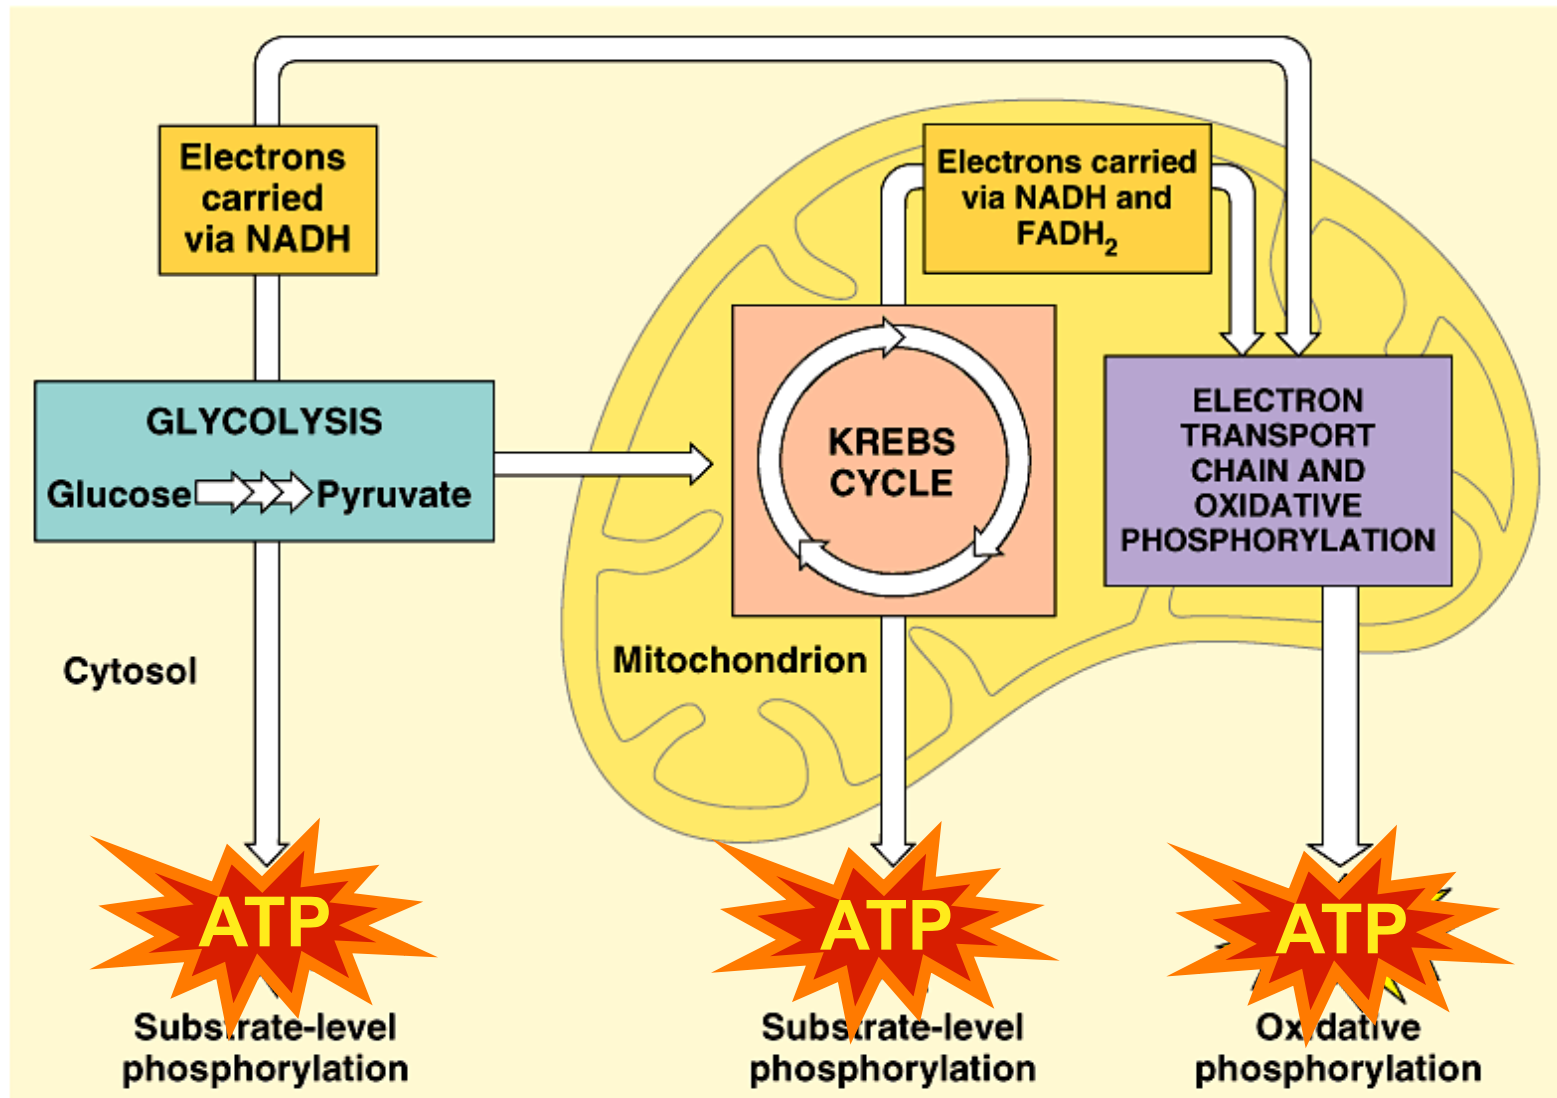 Electrons
carried
via NADH
Electrons carried
via NADH and
FADH₂
GLYCOLYSIS
Glucose Pyruvate
KREBS
CYCLE
ELECTRON
TRANSPORT
CHAIN AND
OXIDATIVE
PHOSPHORYLATION
Cytosol
Mitochondrion
ATP
ATP
ATP
Substrate-level
phosphorylation
Substrate-level
phosphorylation
Oxidative
phosphorylation